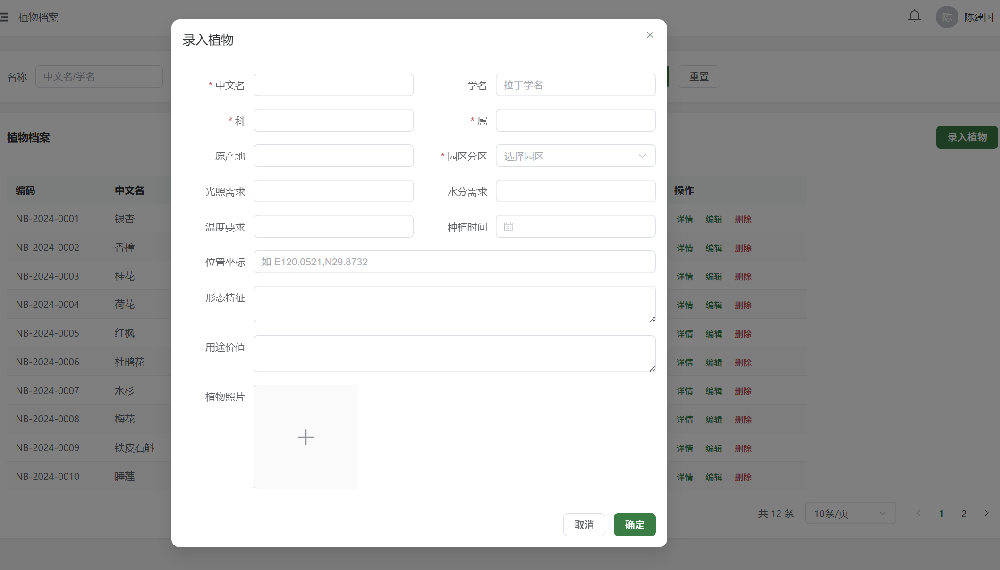 植物档案
陈 陈建国
名称 中文名/学名 重置
植物档案 录入植物
编码 中文名 操作
NB-2024-0001 银杏 详情 编辑 删除
NB-2024-0002 香樟 详情 编辑 删除
NB-2024-0003 桂花 详情 编辑 删除
NB-2024-0004 荷花 详情 编辑 删除
NB-2024-0005 红枫 详情 编辑 删除
NB-2024-0006 杜鹃花 详情 编辑 删除
NB-2024-0007 水杉 详情 编辑 删除
NB-2024-0008 梅花 详情 编辑 删除
NB-2024-0009 铁皮石斛 详情 编辑 删除
NB-2024-0010 睡莲 详情 编辑 删除
共 12 条 10条/页 1 2
录入植物
* 中文名 学名 拉丁学名
* 科 * 属
原产地 * 园区分区 选择园区
光照需求 水分需求
温度要求 种植时间
位置坐标 如 E120.0521,N29.8732
形态特征
用途价值
植物照片
取消 确定